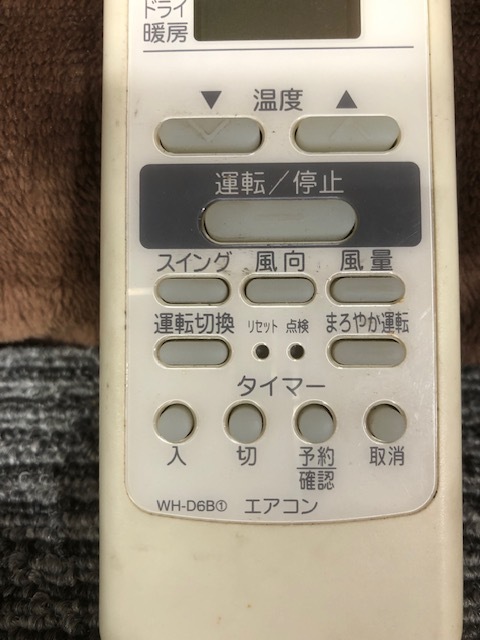 ドライ
暖房
▼ 温度 ▲
運転／停止
スイング 風向 風量
運転切換 リセット 点検 まろやか運転
タイマー
入 切 予約 取消
確認
WH-D6B① エアコン